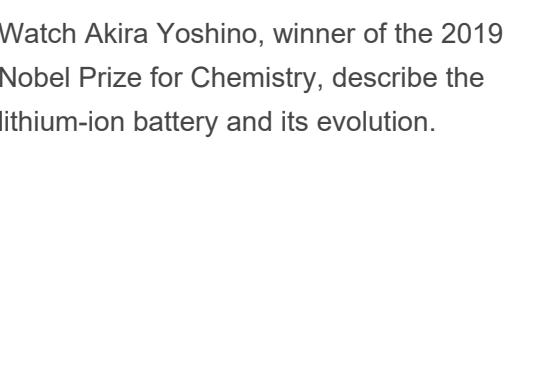 Watch Akira Yoshino, winner of the 2019
Nobel Prize for Chemistry, describe the
lithium-ion battery and its evolution.